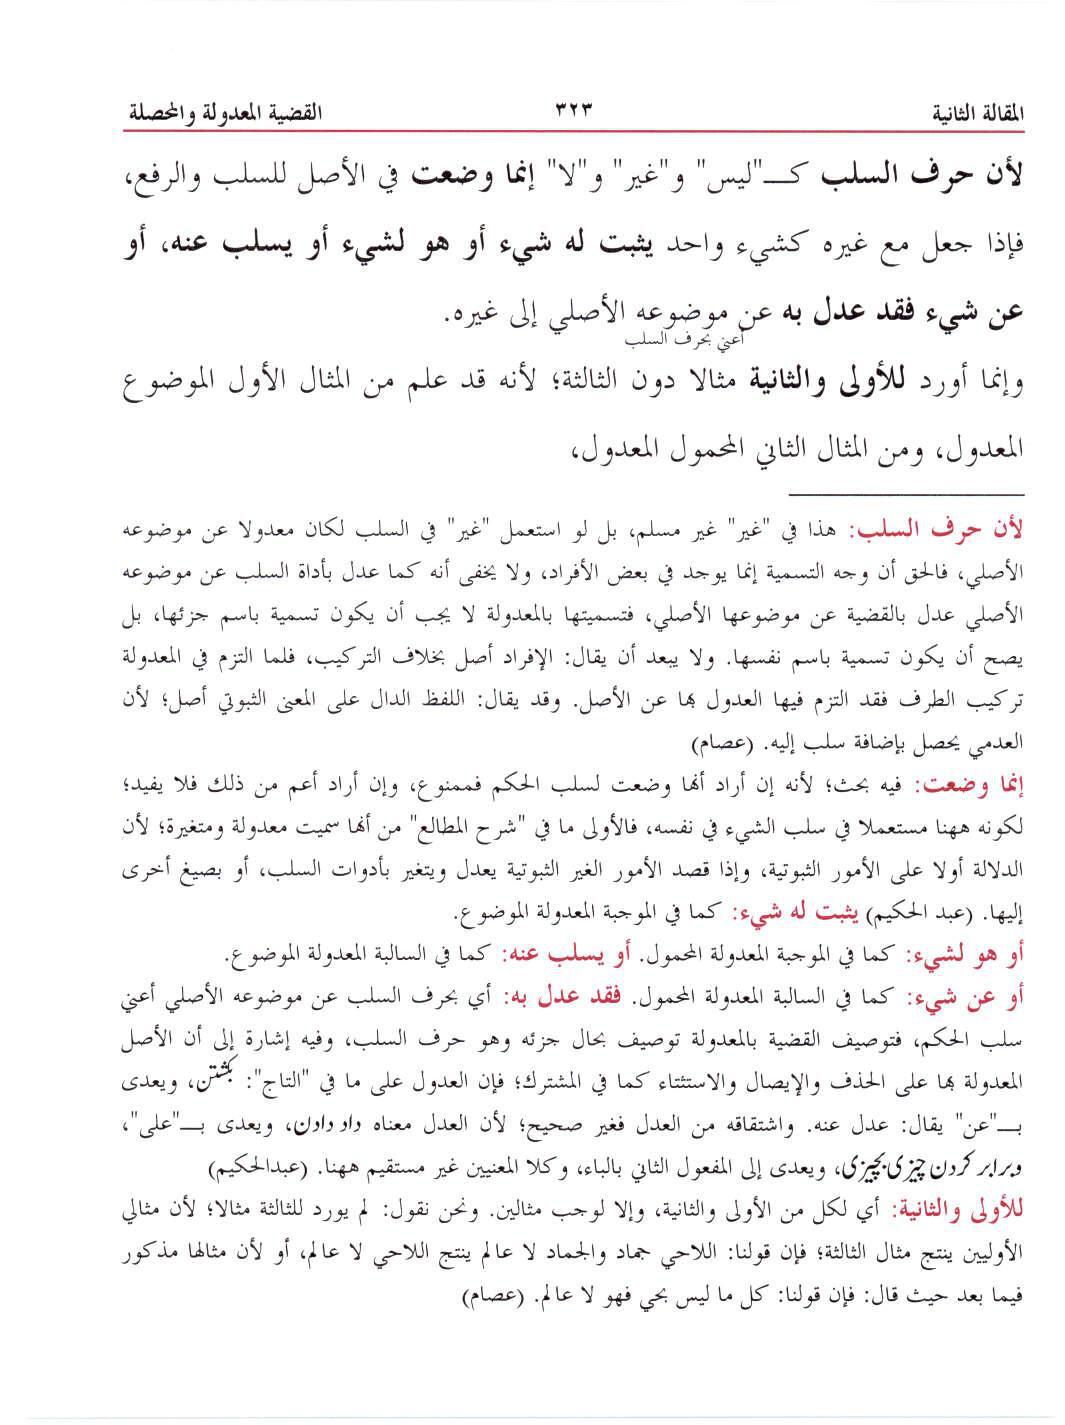 المقالة الثانية ٣٢٣ القضية المعدولة والمحصلة
لأن حرف السلب كـ"ليس" و"غير" و"لا" إنما وضعت في الأصل للسلب والرفع،
فإذا جعل مع غيره كشيء واحد يثبت له شيء أو هو لشيء أو يسلب عنه، أو
عن شيء فقد عدل به عن موضوعه الأصلي إلى غيره.
أعني بحرف السلب
وإنما أورد للأولى والثانية مثالا دون الثالثة؛ لأنه قد علم من المثال الأول الموضوع
المعدول، ومن المثال الثاني المحمول المعدول،
لأن حرف السلب: هذا في "غير" غير مسلم، بل لو استعمل "غير" في السلب لكان معدولا عن موضوعه
الأصلي، فالحق أن وجه التسمية إنما يوجد في بعض الأفراد، ولا يخفى أنه كما عدل بأداة السلب عن موضوعه
الأصلي عدل بالقضية عن موضوعها الأصلي، فتسميتها بالمعدولة لا يجب أن يكون تسمية باسم جزئها، بل
يصح أن يكون تسمية باسم نفسها. ولا يبعد أن يقال: الإفراد أصل بخلاف التركيب، فلما التزم في المعدولة
تركيب الطرف فقد التزم فيها العدول بها عن الأصل. وقد يقال: اللفظ الدال على المعنى الثبوتي أصل؛ لأن
العدمي يحصل بإضافة سلب إليه. (عصام)
إنما وضعت: فيه بحث؛ لأنه إن أراد أنها وضعت لسلب الحكم فممنوع، وإن أراد أعم من ذلك فلا يفيد؛
لكونه ههنا مستعملا في سلب الشيء في نفسه، فالأولى ما في "شرح المطالع" من أنها سميت معدولة ومتغيرة؛ لأن
الدلالة أولا على الأمور الثبوتية، وإذا قصد الأمور الغير الثبوتية يعدل ويتغير بأدوات السلب، أو بصيغ أخرى
إليها. (عبد الحكيم) يثبت له شيء: كما في الموجبة المعدولة الموضوع.
أو هو لشيء: كما في الموجبة المعدولة المحمول. أو يسلب عنه: كما في السالبة المعدولة الموضوع.
أو عن شيء: كما في السالبة المعدولة المحمول. فقد عدل به: أي بحرف السلب عن موضوعه الأصلي أعني
سلب الحكم، فتوصيف القضية بالمعدولة توصيف بحال جزئه وهو حرف السلب، وفيه إشارة إلى أن الأصل
المعدولة بها على الحذف والإيصال والاستثناء كما في المشترك؛ فإن العدول على ما في "التاج": بكشتن، ويعدى
بـ"عن" يقال: عدل عنه. واشتقاقه من العدل فغير صحيح؛ لأن العدل معناه داد دادن، ويعدى بـ"على"،
وبرابر كردن چيزى بچيزى، ويعدى إلى المفعول الثاني بالباء، وكلا المعنيين غير مستقيم ههنا. (عبدالحكيم)
للأولى والثانية: أي لكل من الأولى والثانية، وإلا لوجب مثالين. ونحن نقول: لم يورد للثالثة مثالا؛ لأن مثالي
الأوليين ينتج مثال الثالثة؛ فإن قولنا: اللاحي جماد والجماد لا عالم ينتج اللاحي لا عالم، أو لأن مثالها مذكور
فيما بعد حيث قال: فإن قولنا: كل ما ليس بحي فهو لا عالم. (عصام)